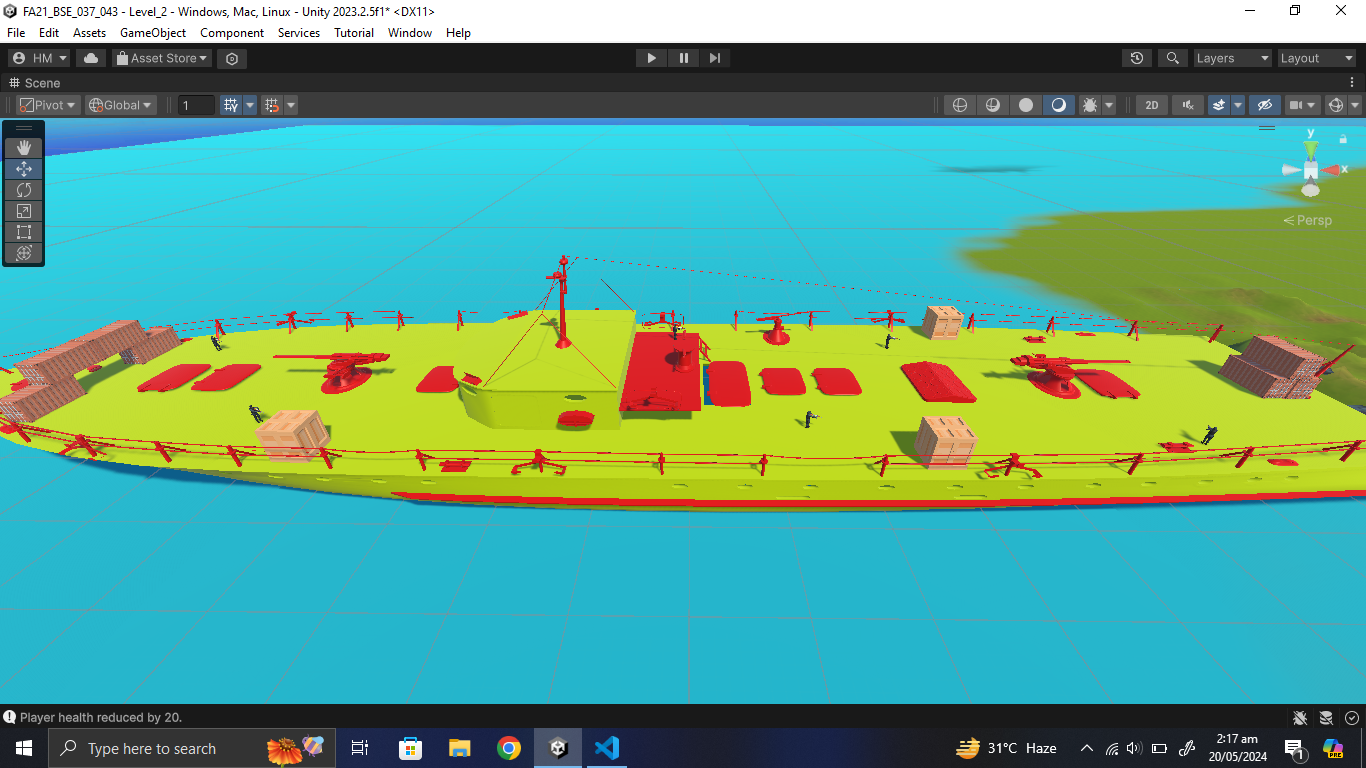 FA21_BSE_037_043 - Level_2 - Windows, Mac, Linux - Unity 2023.2.5f1* <DX11>
File Edit Assets GameObject Component Services Tutorial Window Help
HM Asset Store Layers Layout
Scene
Pivot Global 1 2D
y
x
Persp
Player health reduced by 20.
Type here to search 31°C Haze 2:17 am
20/05/2024
1
PRE